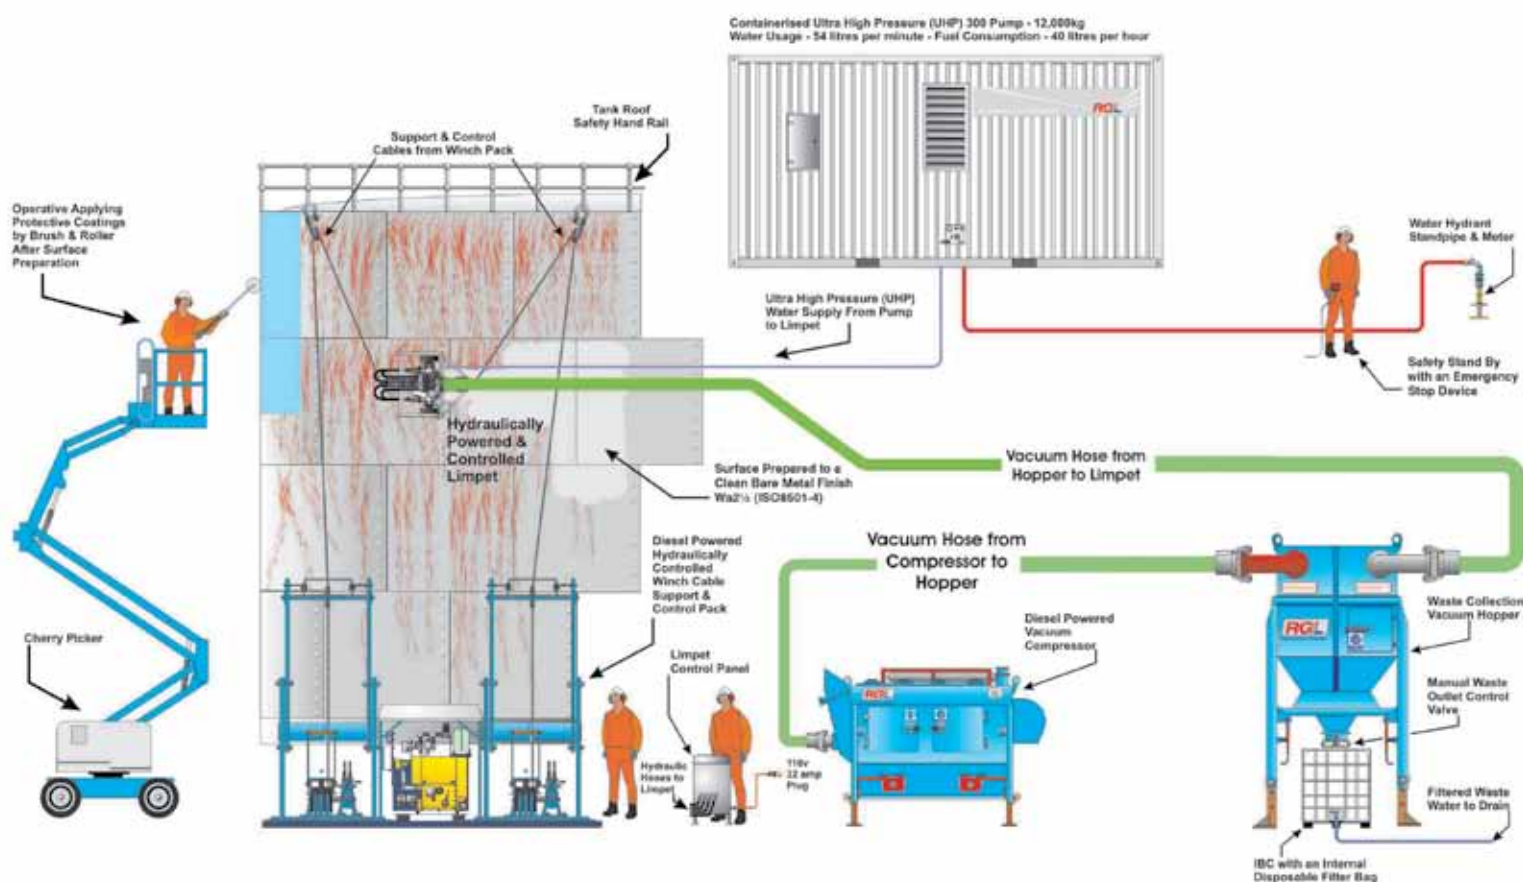 Containerised Ultra High Pressure (UHP) 300 Pump - 12,000kg
Water Usage - 54 litres per minute - Fuel Consumption - 40 litres per hour
RGL
Tank Roof
Safety Hand Rail
Support & Control
Cables from Winch Pack
Operative Applying
Protective Coatings
by Brush & Roller
After Surface
Preparation
Water Hydrant
Standpipe & Meter
Ultra High Pressure (UHP)
Water Supply From Pump
to Limpet
Safety Stand By
with an Emergency
Stop Device
Hydraulically
Powered &
Controlled
Limpet
Surface Prepared to a
Clean Bare Metal Finish
Wa2½ (ISO8501-4)
Vacuum Hose from
Hopper to Limpet
Vacuum Hose from
Compressor to
Hopper
Diesel Powered
Hydraulically
Controlled
Winch Cable
Support &
Control Pack
Waste Collection
Vacuum Hopper
RGL
Diesel Powered
Vacuum
Compressor
Cherry Picker
Limpet
Control Panel
RGL
Manual Waste
Outlet Control
Valve
Hydraulic
Hoses to
Limpet
110v
32 amp
Plug
Filtered Waste
Water to Drain
IBC with an Internal
Disposable Filter Bag